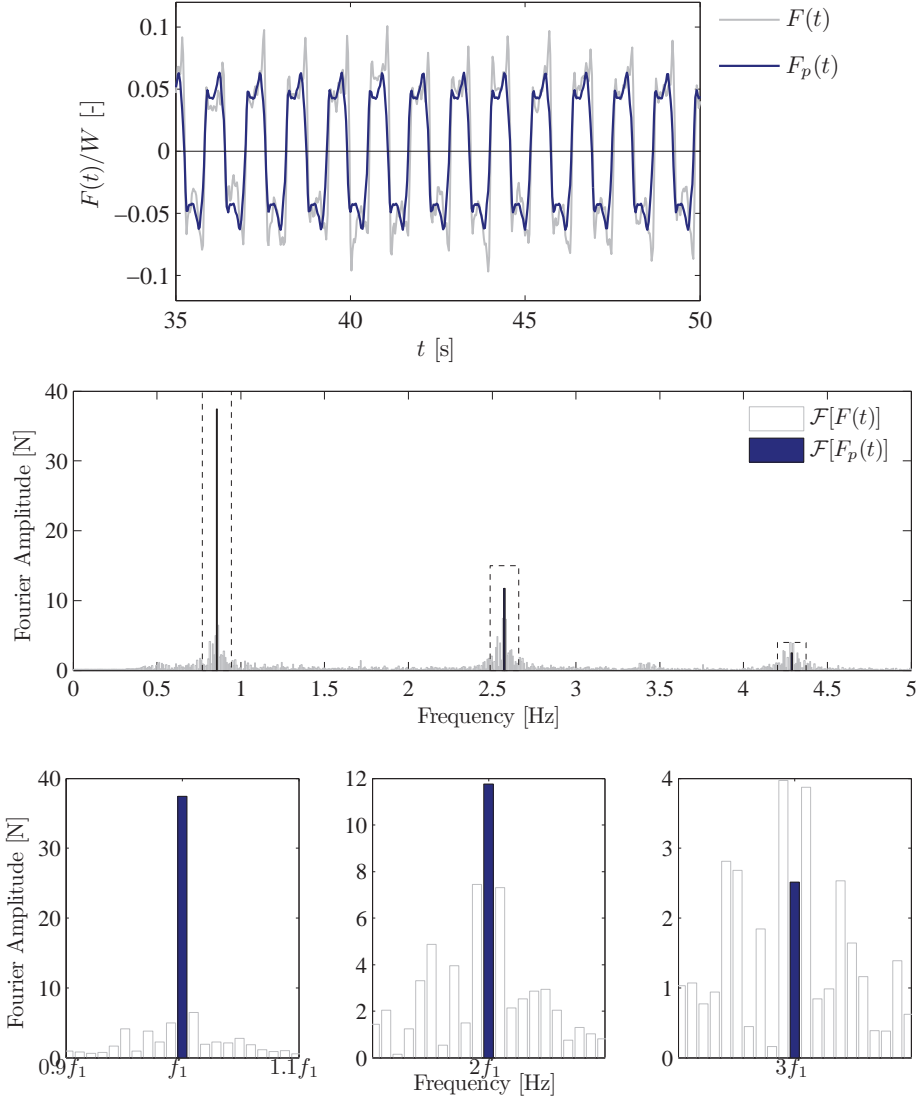 0.1
0.05
0
−0.05
−0.1
F(t)/W [-]
35
40
45
50
t [s]
F(t)
F_p(t)
40
30
20
10
0
Fourier Amplitude [N]
F[F(t)]
F[F_p(t)]
0
0.5
1
1.5
2
2.5
3
3.5
4
4.5
5
Frequency [Hz]
40
30
20
10
0
Fourier Amplitude [N]
0.9f_1
f_1
1.1f_1
12
10
8
6
4
2
0
2f_1
Frequency [Hz]
4
3
2
1
0
3f_1